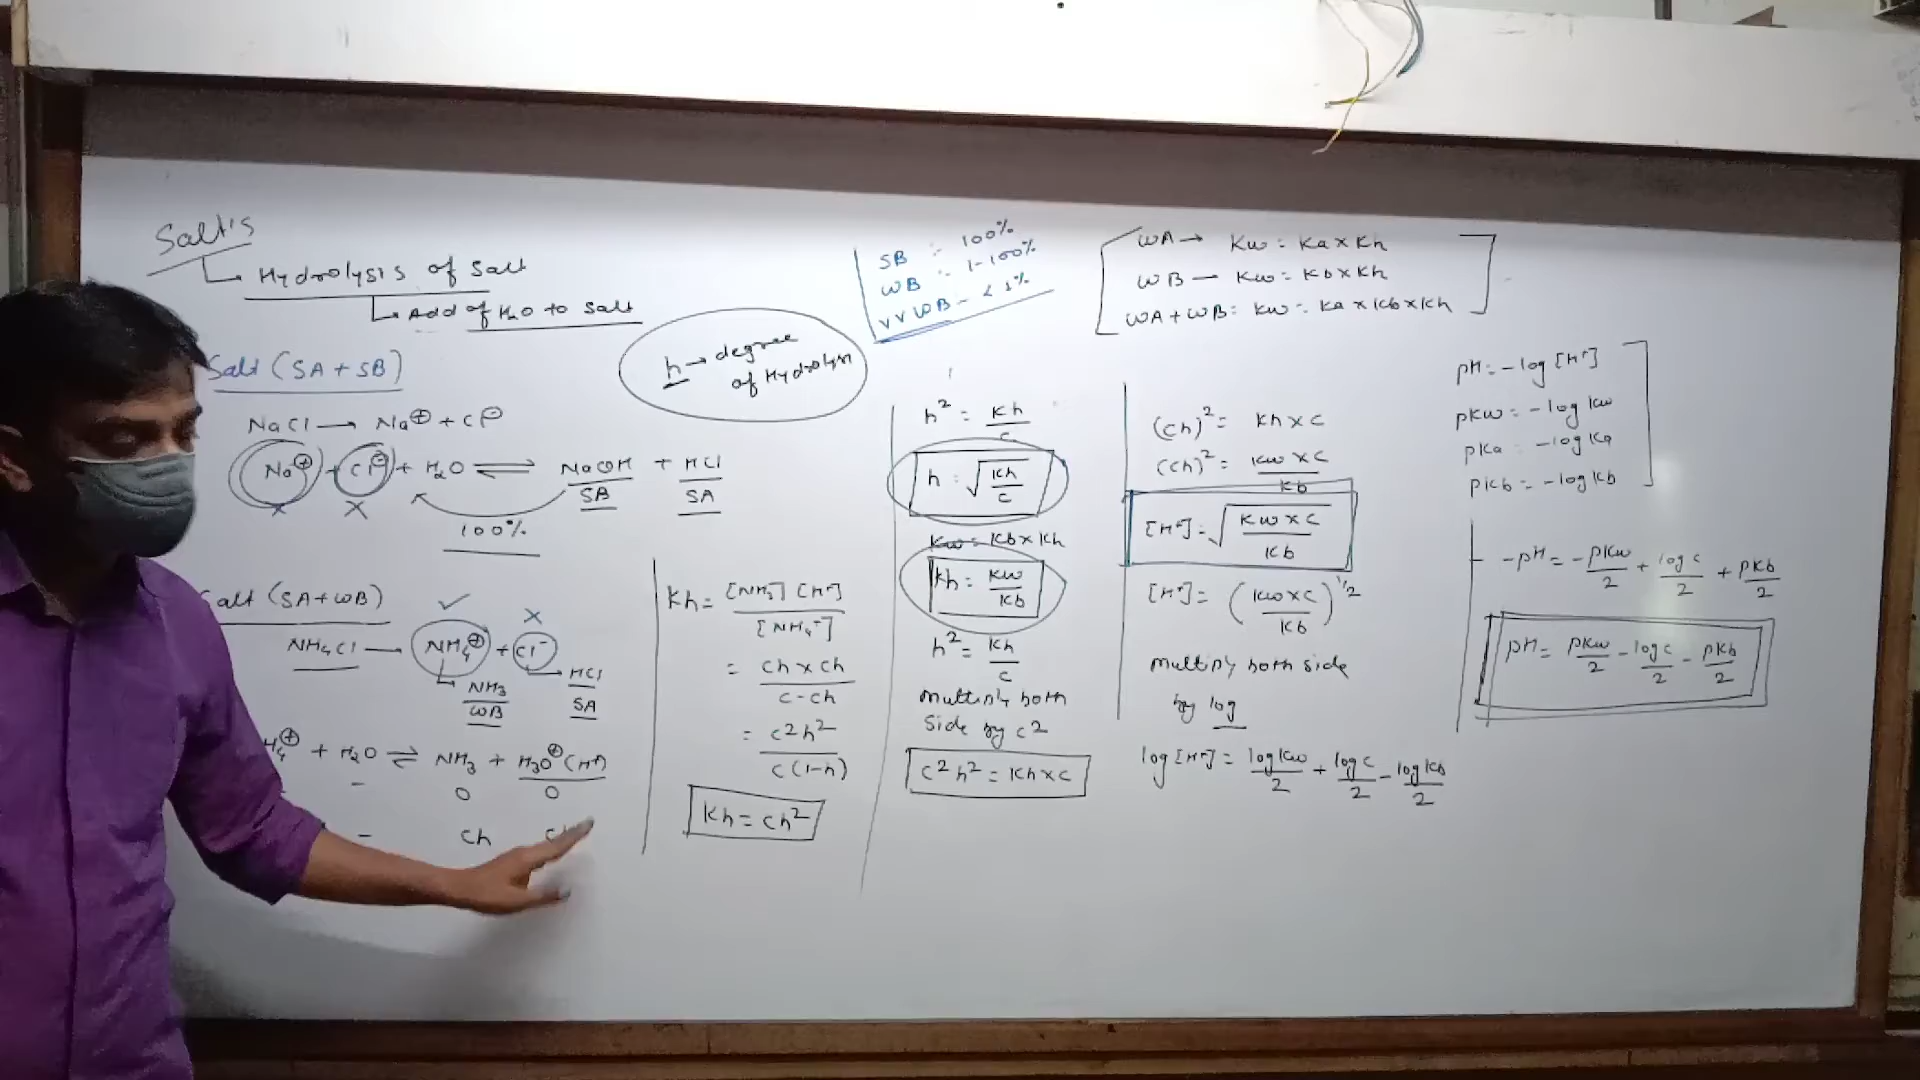 Salt's
Hydrolysis of Salt
Add of H2O to Salt
Salt (SA + SB)
NaCl → Na⊕ + Cl⊖
Na⊕ + Cl⊖ + H2O ⇌ NaOH + HCl
SB SA
× ×
100%
Salt (SA + WB)
✓ ×
NH4Cl → NH4⊕ + Cl-
NH3 HCl
WB SA
H4⊕ + H2O ⇌ NH3 + H3O⊕ (H+)
- 0 0
- Ch
h → degree
of Hydrolysis
SB :- 100%
WB :- 1-100%
VVWB - < 1%
Kh = [NH3] [H+] / [NH4+]
= Ch × Ch / C - Ch
= C2h2 / C(1-h)
Kh = Ch2
h2 = Kh / C
h = √(Kh / C)
Kw = Kb × Kh
Kh = Kw / Kb
h2 = Kh / C
multiply both
side by C2
C2h2 = Kh × C
WA → Kw = Ka × Kh
WB - Kw = Kb × Kh
WA + WB = Kw = Ka × Kb × Kh
(Ch)2 = Kh × C
(Ch)2 = Kw × C / Kb
[H+] = √(Kw × C / Kb)
[H+] = (Kw × C / Kb)1/2
multiply both side
by log
log [H+] = log Kw / 2 + log C / 2 - log Kb / 2
pH = -log [H+]
pKw = -log Kw
pKa = -log Ka
pKb = -log Kb
-pH = -pKw / 2 + log C / 2 + pKb / 2
pH = pKw / 2 - log C / 2 - pKb / 2